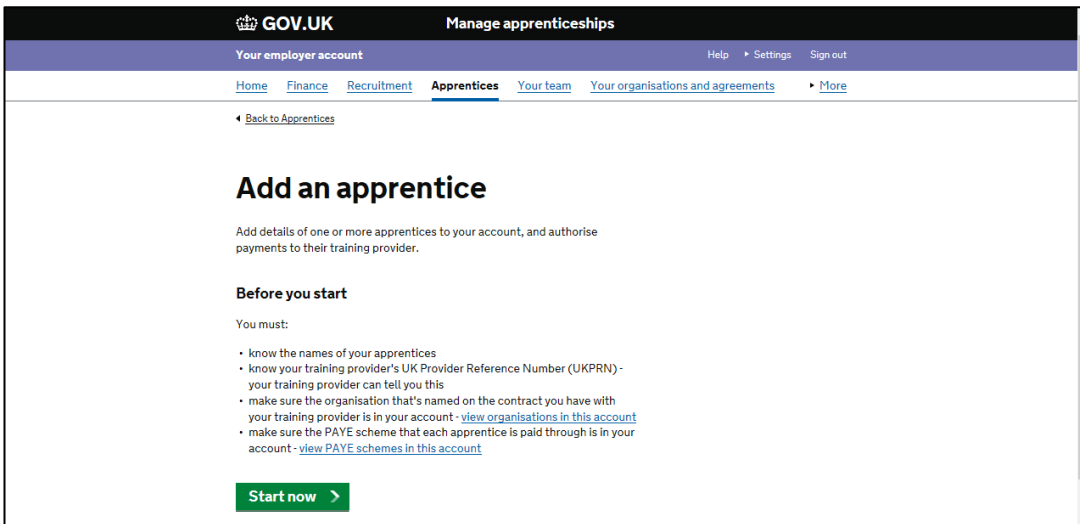 GOV.UK Manage apprenticeships
Your employer account Help Settings Sign out
Home Finance Recruitment Apprentices Your team Your organisations and agreements More
Back to Apprentices
Add an apprentice
Add details of one or more apprentices to your account, and authorise
payments to their training provider.
Before you start
You must:
• know the names of your apprentices
• know your training provider's UK Provider Reference Number (UKPRN) -
your training provider can tell you this
• make sure the organisation that's named on the contract you have with
your training provider is in your account - view organisations in this account
• make sure the PAYE scheme that each apprentice is paid through is in your
account - view PAYE schemes in this account
Start now